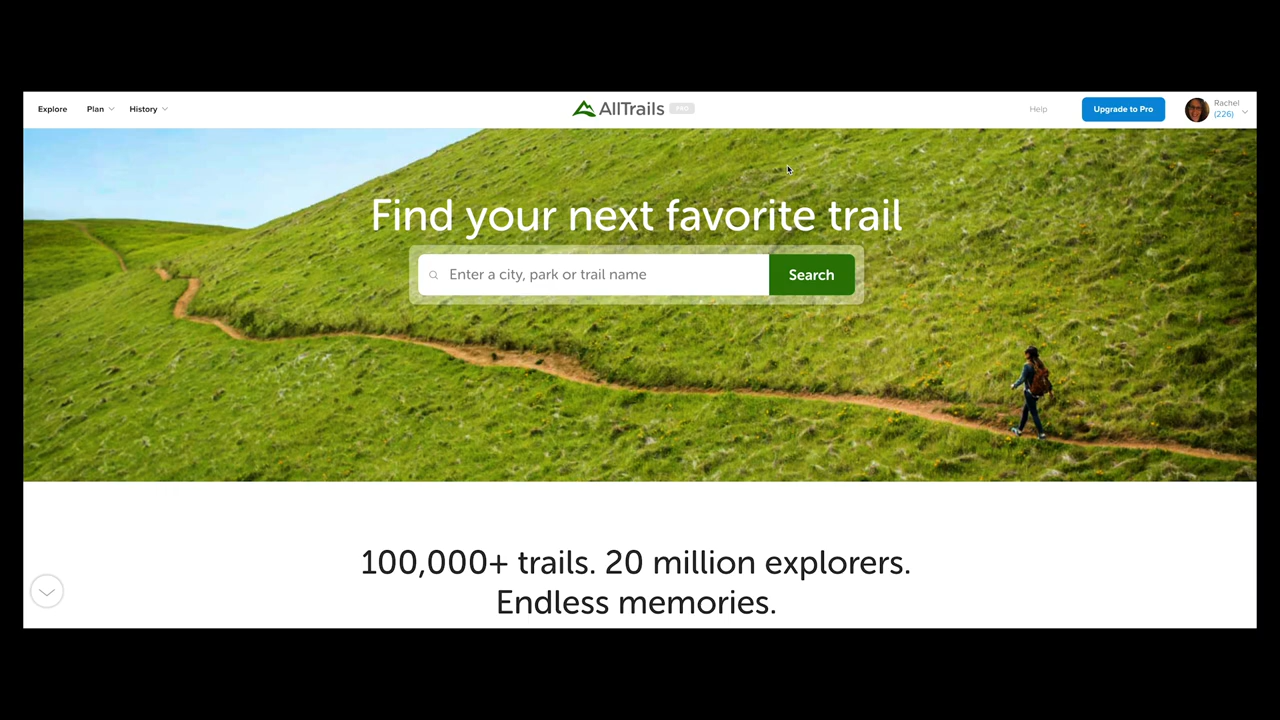 Explore Plan History AllTrails PRO Help Upgrade to Pro Rachel
(226)
Find your next favorite trail
Enter a city, park or trail name Search
100,000+ trails. 20 million explorers.
Endless memories.